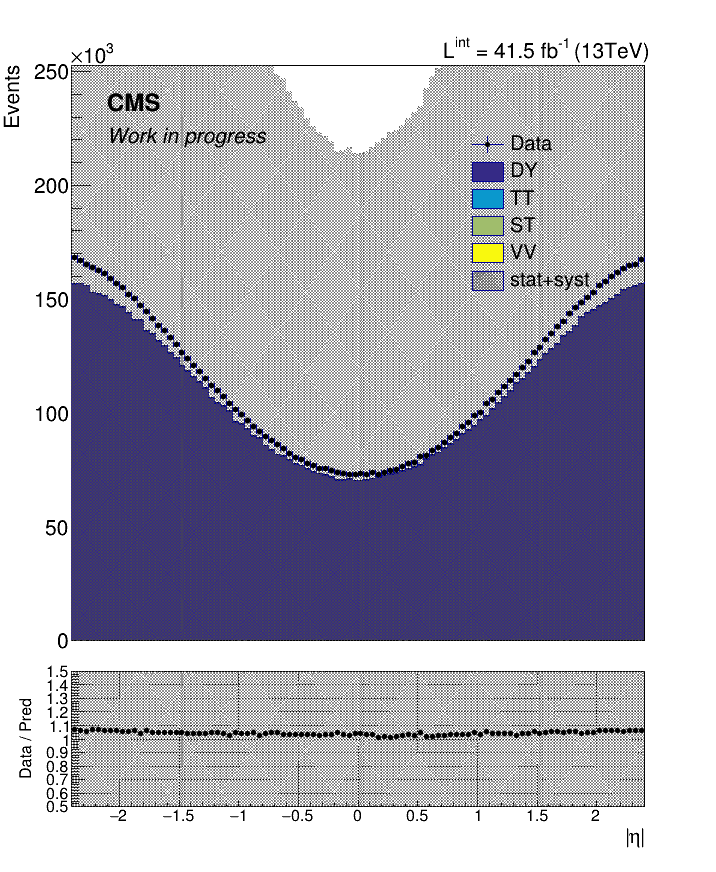 ×10³
L^int = 41.5 fb⁻¹ (13TeV)
Events
250
200
150
100
50
0
CMS
Work in progress
Data
DY
TT
ST
VV
stat+syst
Data / Pred
1.5
1.4
1.3
1.2
1.1
1
0.9
0.8
0.7
0.6
0.5
−2 −1.5 −1 −0.5 0 0.5 1 1.5 2
|η|